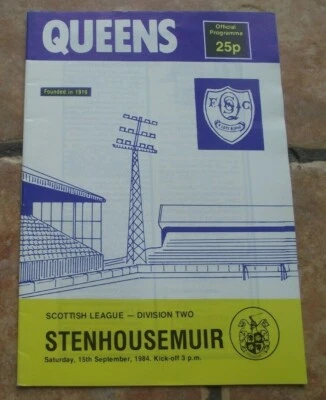 QUEENS
Official
Programme
25p
Founded in 1919
F S C
Q
SCOTTISH LEAGUE — DIVISION TWO
STENHOUSEMUIR
Saturday, 15th September, 1984. Kick-off 3 p.m.